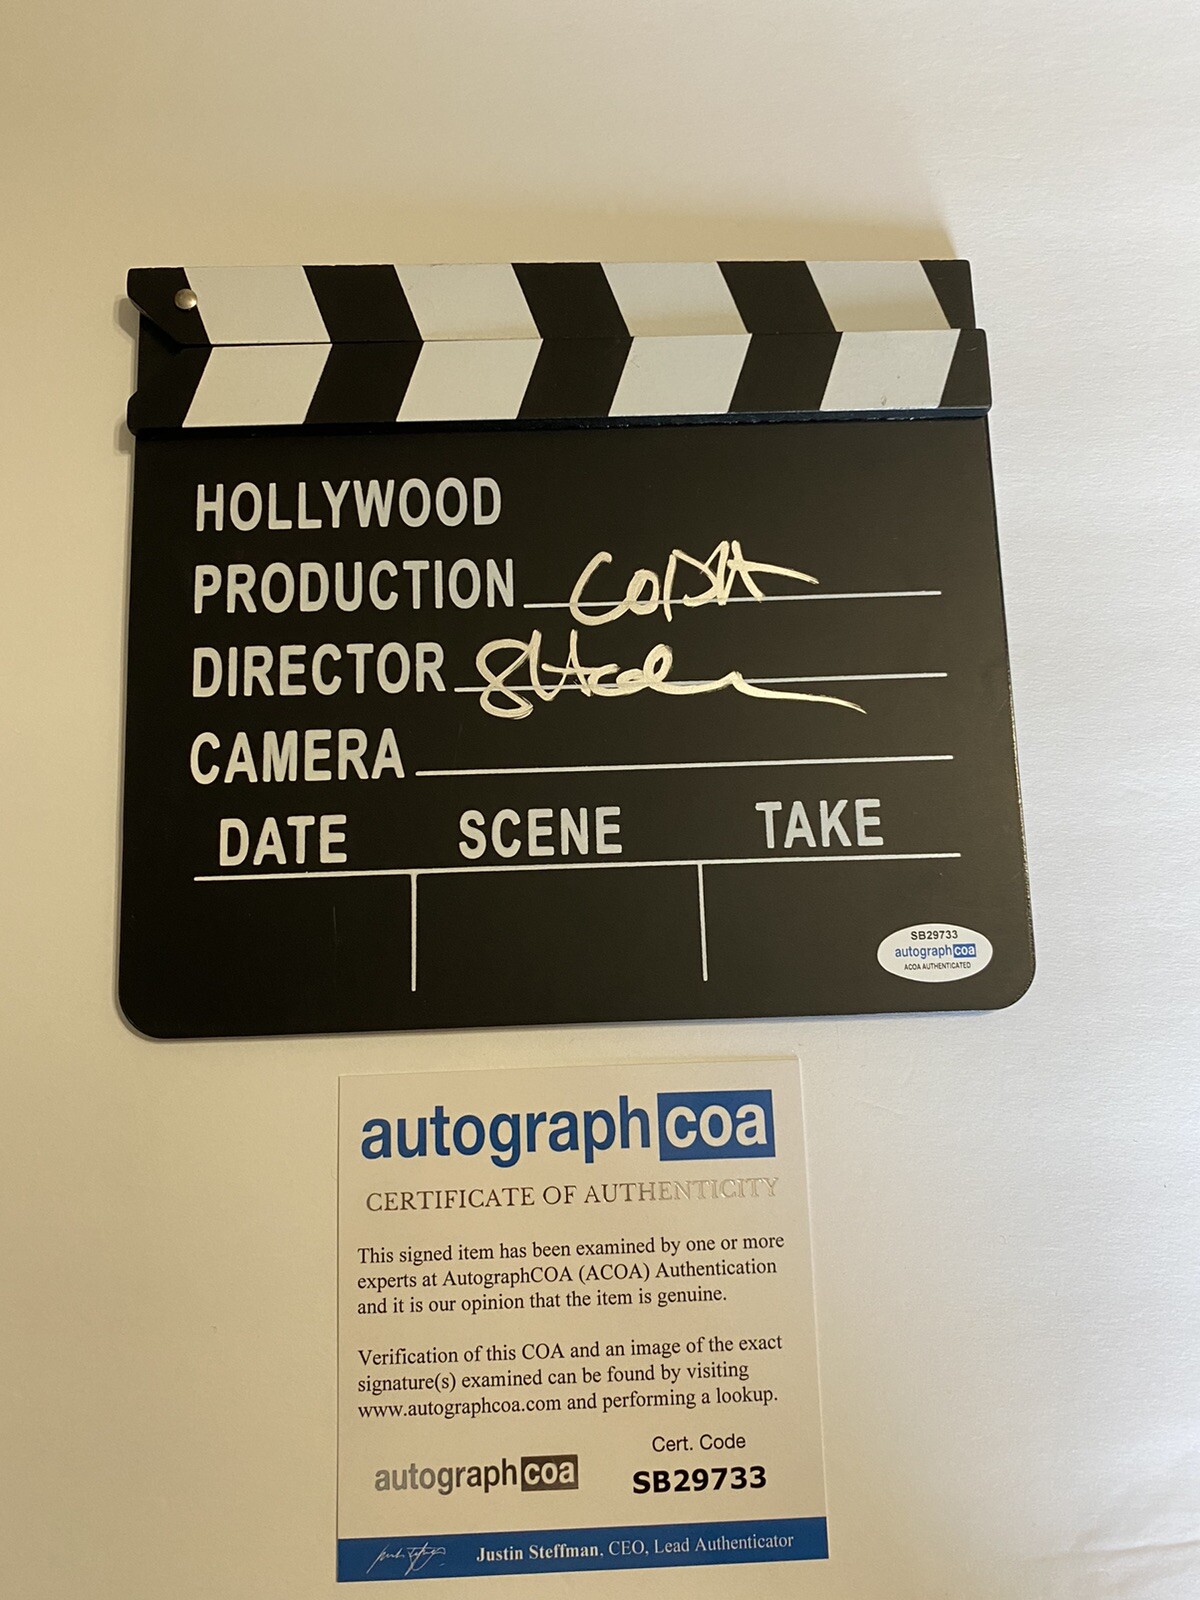 HOLLYWOOD
PRODUCTION CODA
DIRECTOR
CAMERA
DATE SCENE TAKE
SB29733
autographcoa
ACOA AUTHENTICATED
autographcoa
CERTIFICATE OF AUTHENTICITY
This signed item has been examined by one or more
experts at AutographCOA (ACOA) Authentication
and it is our opinion that the item is genuine.
Verification of this COA and an image of the exact
signature(s) examined can be found by visiting
www.autographcoa.com and performing a lookup.
Cert. Code
autographcoa SB29733
Justin Steffman, CEO, Lead Authenticator